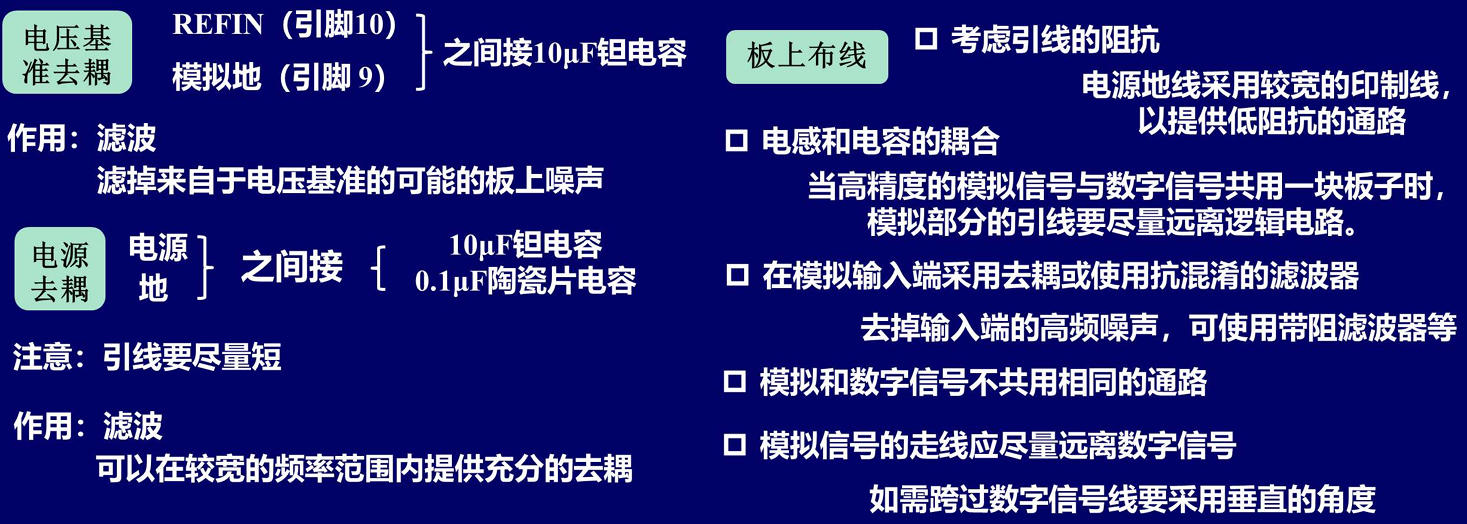 电压基
准去耦
REFIN（引脚10）
模拟地（引脚 9）
之间接10μF钽电容
作用：滤波
滤掉来自于电压基准的可能的板上噪声
电源
去耦
电源
地
之间接
10μF钽电容
0.1μF陶瓷片电容
注意：引线要尽量短
作用：滤波
可以在较宽的频率范围内提供充分的去耦
板上布线
考虑引线的阻抗
电源地线采用较宽的印制线，
以提供低阻抗的通路
电感和电容的耦合
当高精度的模拟信号与数字信号共用一块板子时，
模拟部分的引线要尽量远离逻辑电路。
在模拟输入端采用去耦或使用抗混淆的滤波器
去掉输入端的高频噪声，可使用带阻滤波器等
模拟和数字信号不共用相同的通路
模拟信号的走线应尽量远离数字信号
如需跨过数字信号线要采用垂直的角度